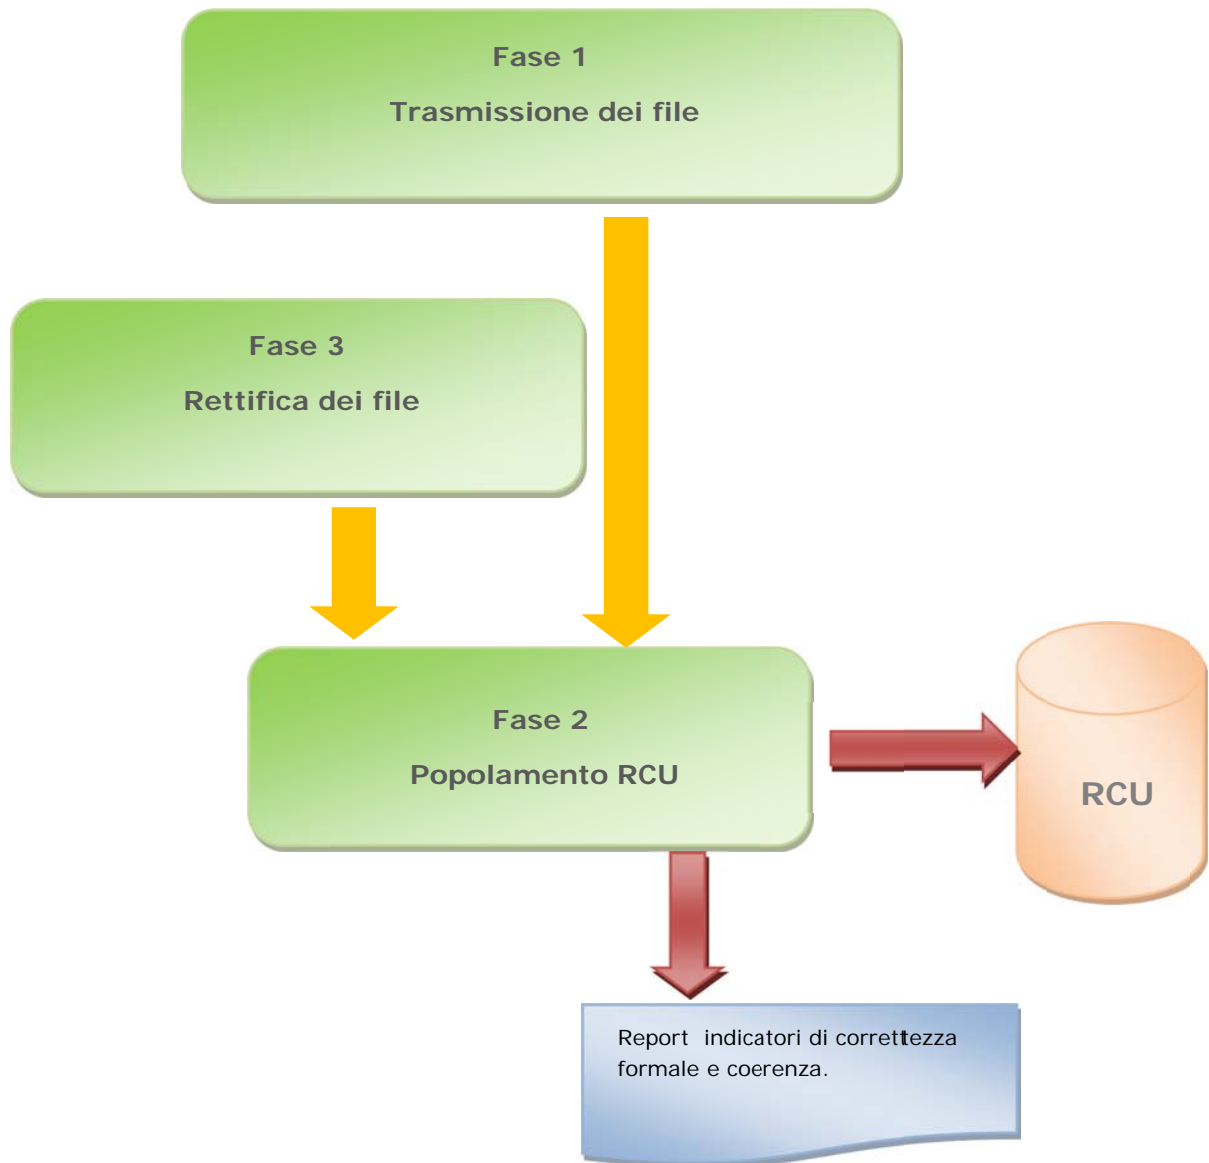 Fase 1
Trasmissione dei file
Fase 3
Rettifica dei file
Fase 2
Popolamento RCU
RCU
Report indicatori di correttezza
formale e coerenza.